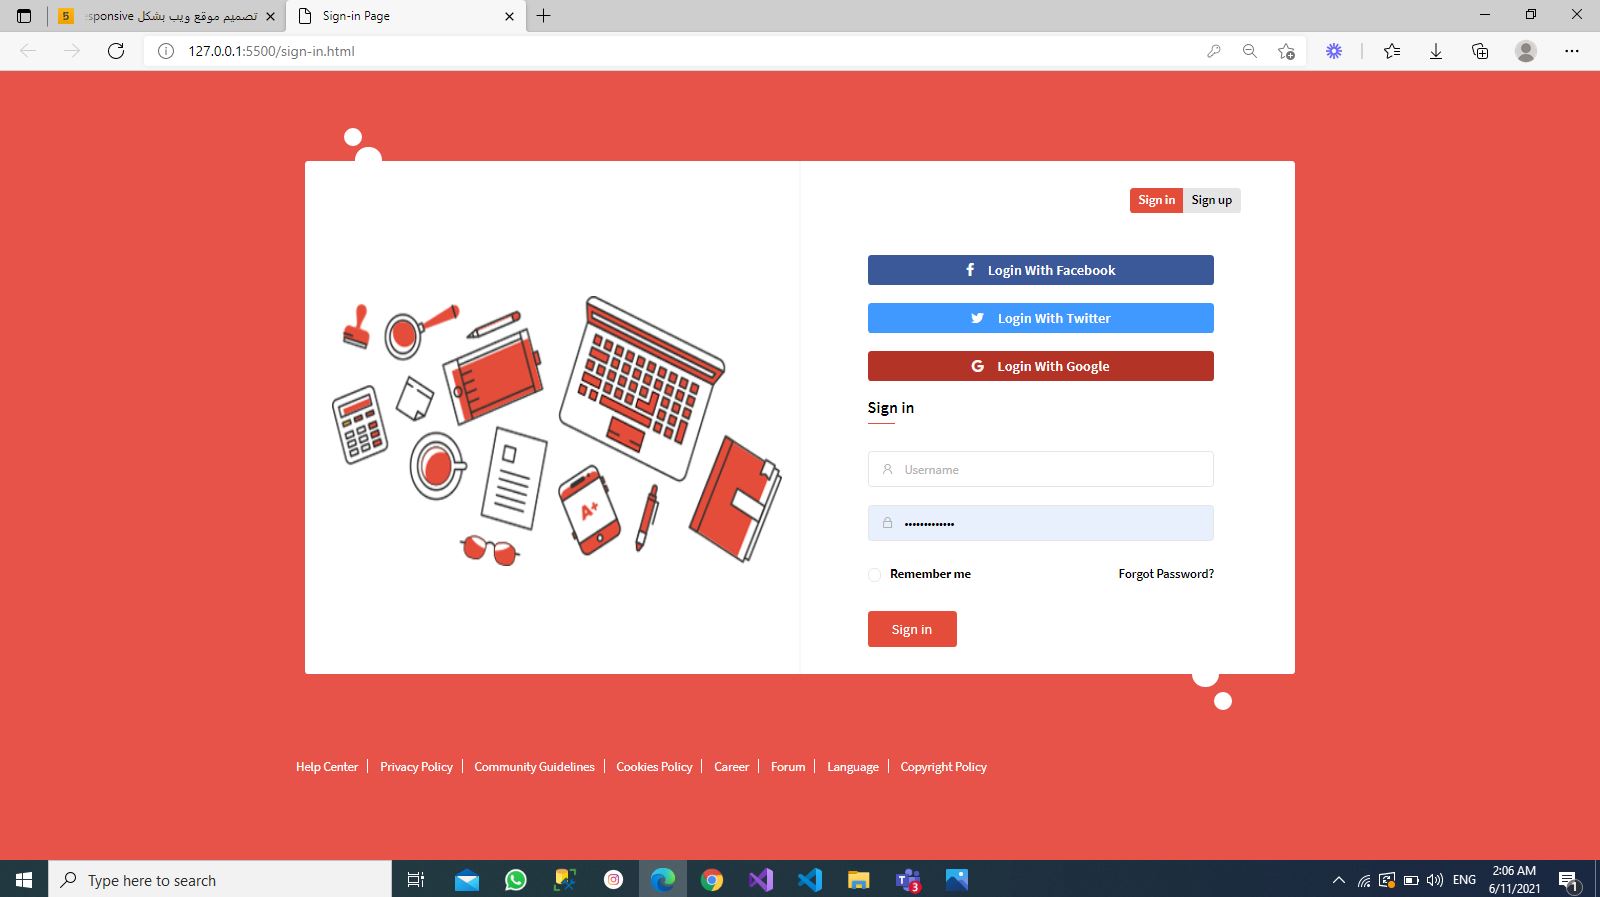 5
تصميم موقع ويب بشكل sponsive
Sign-in Page
127.0.0.1:5500/sign-in.html
Sign in
Sign up
Login With Facebook
Login With Twitter
Login With Google
Sign in
Username
Remember me
Forgot Password?
Sign in
A+
Help Center
Privacy Policy
Community Guidelines
Cookies Policy
Career
Forum
Language
Copyright Policy
Type here to search
3
ENG
2:06 AM
6/11/2021
1